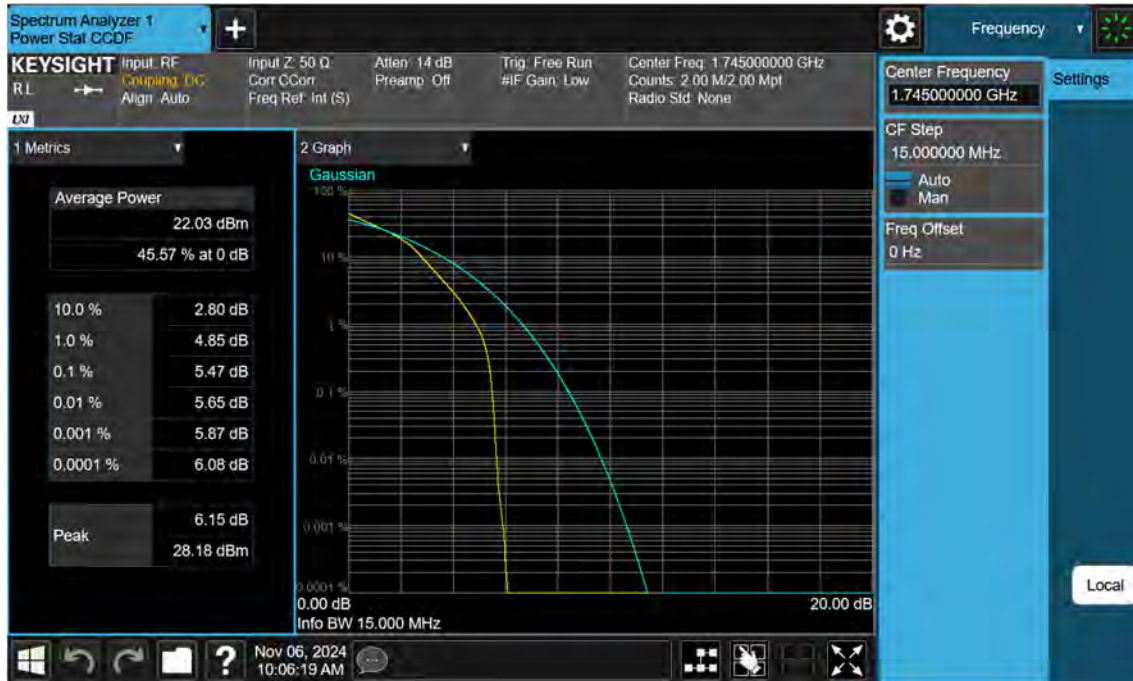 Spectrum Analyzer 1
Power Stat CCDF
+
Frequency
KEYSIGHT
RL
LXI
Input: RF
Coupling: DC
Align: Auto
Input Z: 50 Ω
Corr CCorr
Freq Ref: Int (S)
Atten: 14 dB
Preamp: Off
Trig: Free Run
#IF Gain: Low
Center Freq: 1.745000000 GHz
Counts: 2.00 M/2.00 Mpt
Radio Std: None
Center Frequency
1.745000000 GHz
Settings
CF Step
15.000000 MHz
Auto
Man
Freq Offset
0 Hz
Local
1 Metrics
Average Power
22.03 dBm
45.57 % at 0 dB
10.0 % 2.80 dB
1.0 % 4.85 dB
0.1 % 5.47 dB
0.01 % 5.65 dB
0.001 % 5.87 dB
0.0001 % 6.08 dB
Peak
6.15 dB
28.18 dBm
2 Graph
Gaussian
100 %
10 %
1 %
0.1 %
0.01 %
0.001 %
0.0001 %
0.00 dB
20.00 dB
Info BW 15.000 MHz
?
Nov 06, 2024
10:06:19 AM